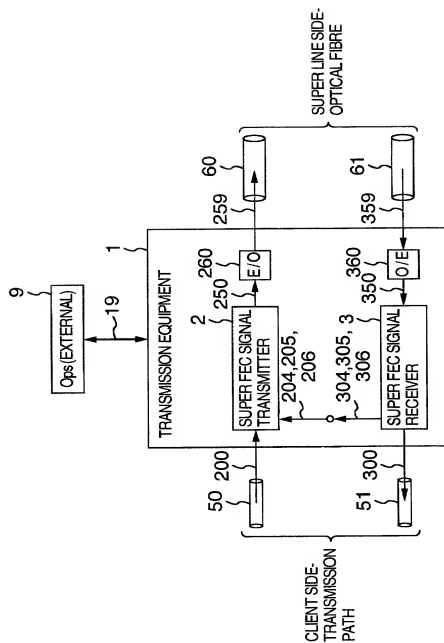 9
Ops(EXTERNAL)
19
1
TRANSMISSION EQUIPMENT
50
200
2
SUPER FEC SIGNAL
TRANSMITTER
250
260
E/O
259
60
204,205,
206
304,305,
306
3
SUPER FEC SIGNAL
RECEIVER
350
360
O/E
359
61
51
300
CLIENT SIDE-
TRANSMISSION
PATH
SUPER LINE SIDE-
OPTICAL FIBRE